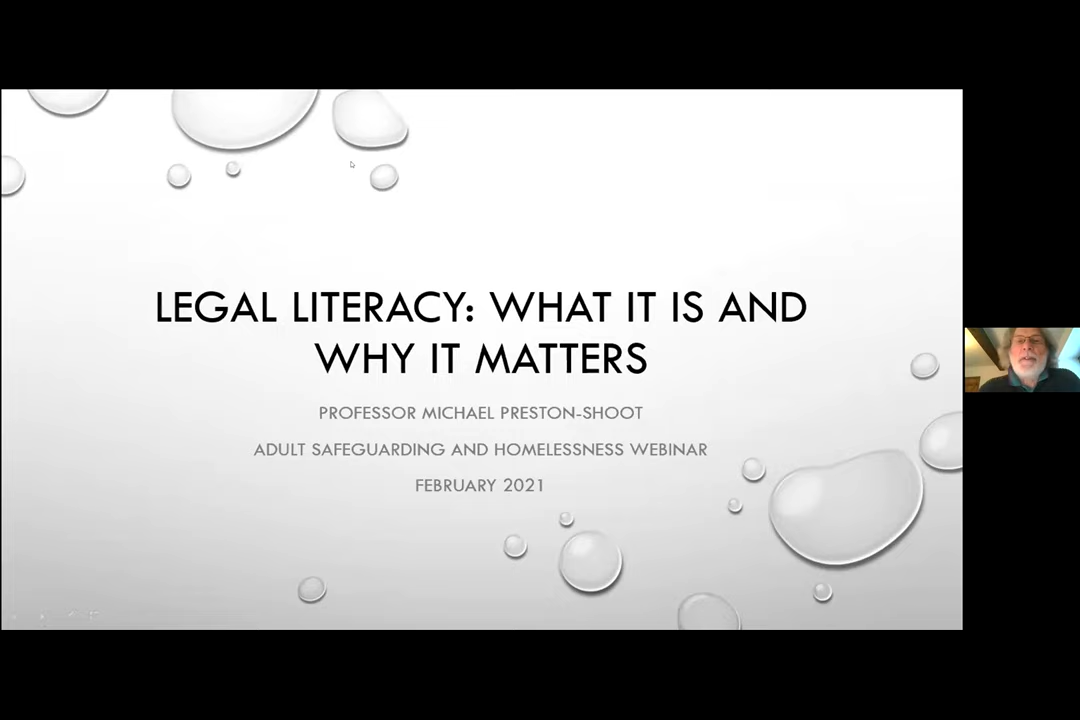 LEGAL LITERACY: WHAT IT IS AND
WHY IT MATTERS
PROFESSOR MICHAEL PRESTON-SHOOT
ADULT SAFEGUARDING AND HOMELESSNESS WEBINAR
FEBRUARY 2021